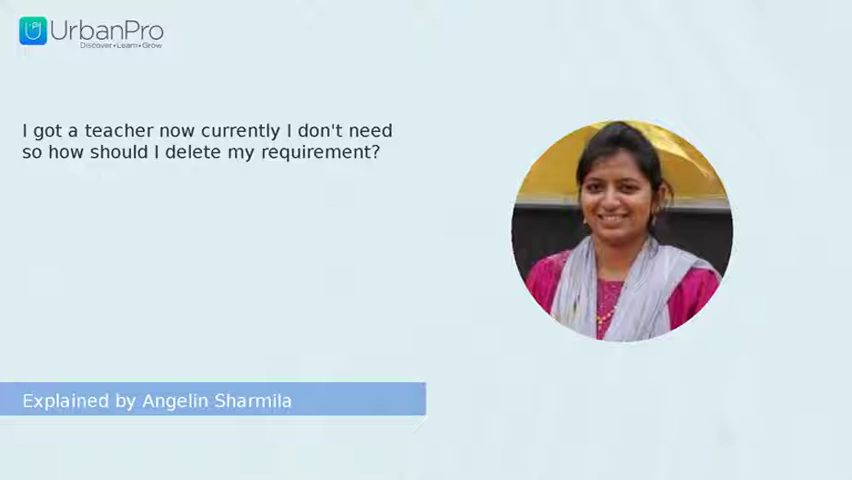 UrbanPro
Discover•Learn•Grow
I got a teacher now currently I don't need
so how should I delete my requirement?
Explained by Angelin Sharmila